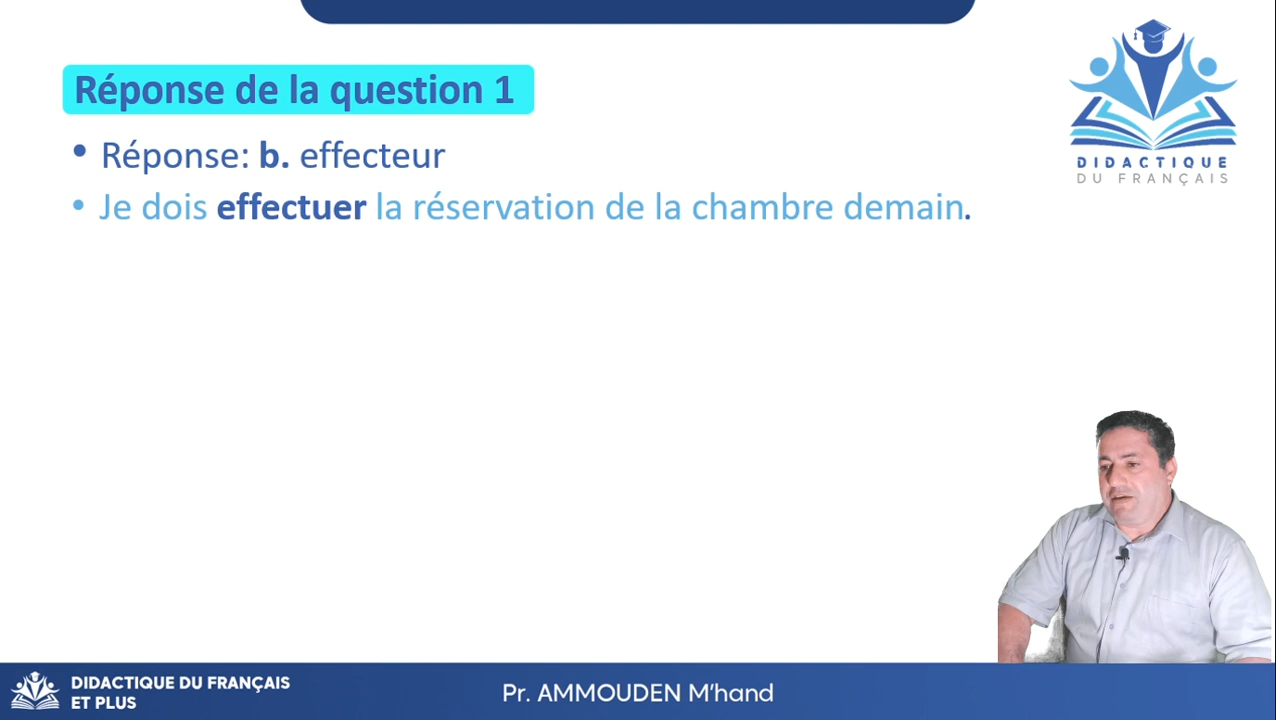 Réponse de la question 1
• Réponse: b. effecteur
• Je dois effectuer la réservation de la chambre demain.
DIDACTIQUE
DU FRANÇAIS
DIDACTIQUE DU FRANÇAIS
ET PLUS
Pr. AMMOUDEN M'hand